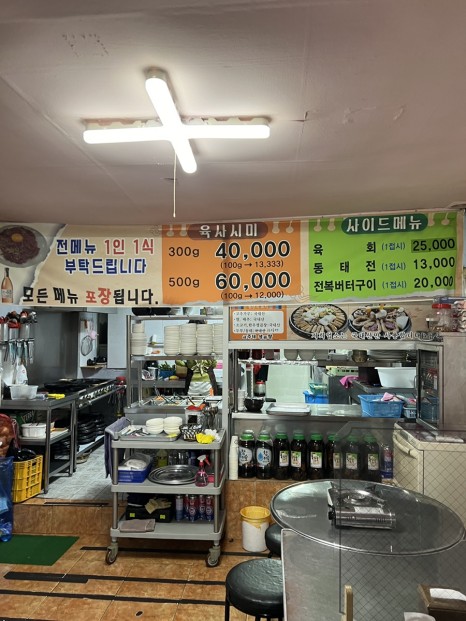 전메뉴 1인 1식
부탁드립니다
모든 메뉴 포장됩니다.
육사시미
300g 40,000
(100g → 13,333)
500g 60,000
(100g → 12,000)
사이드메뉴
육 회 (1접시) 25,000
동 태 전 (1접시) 13,000
전복버터구이 (1접시) 20,000